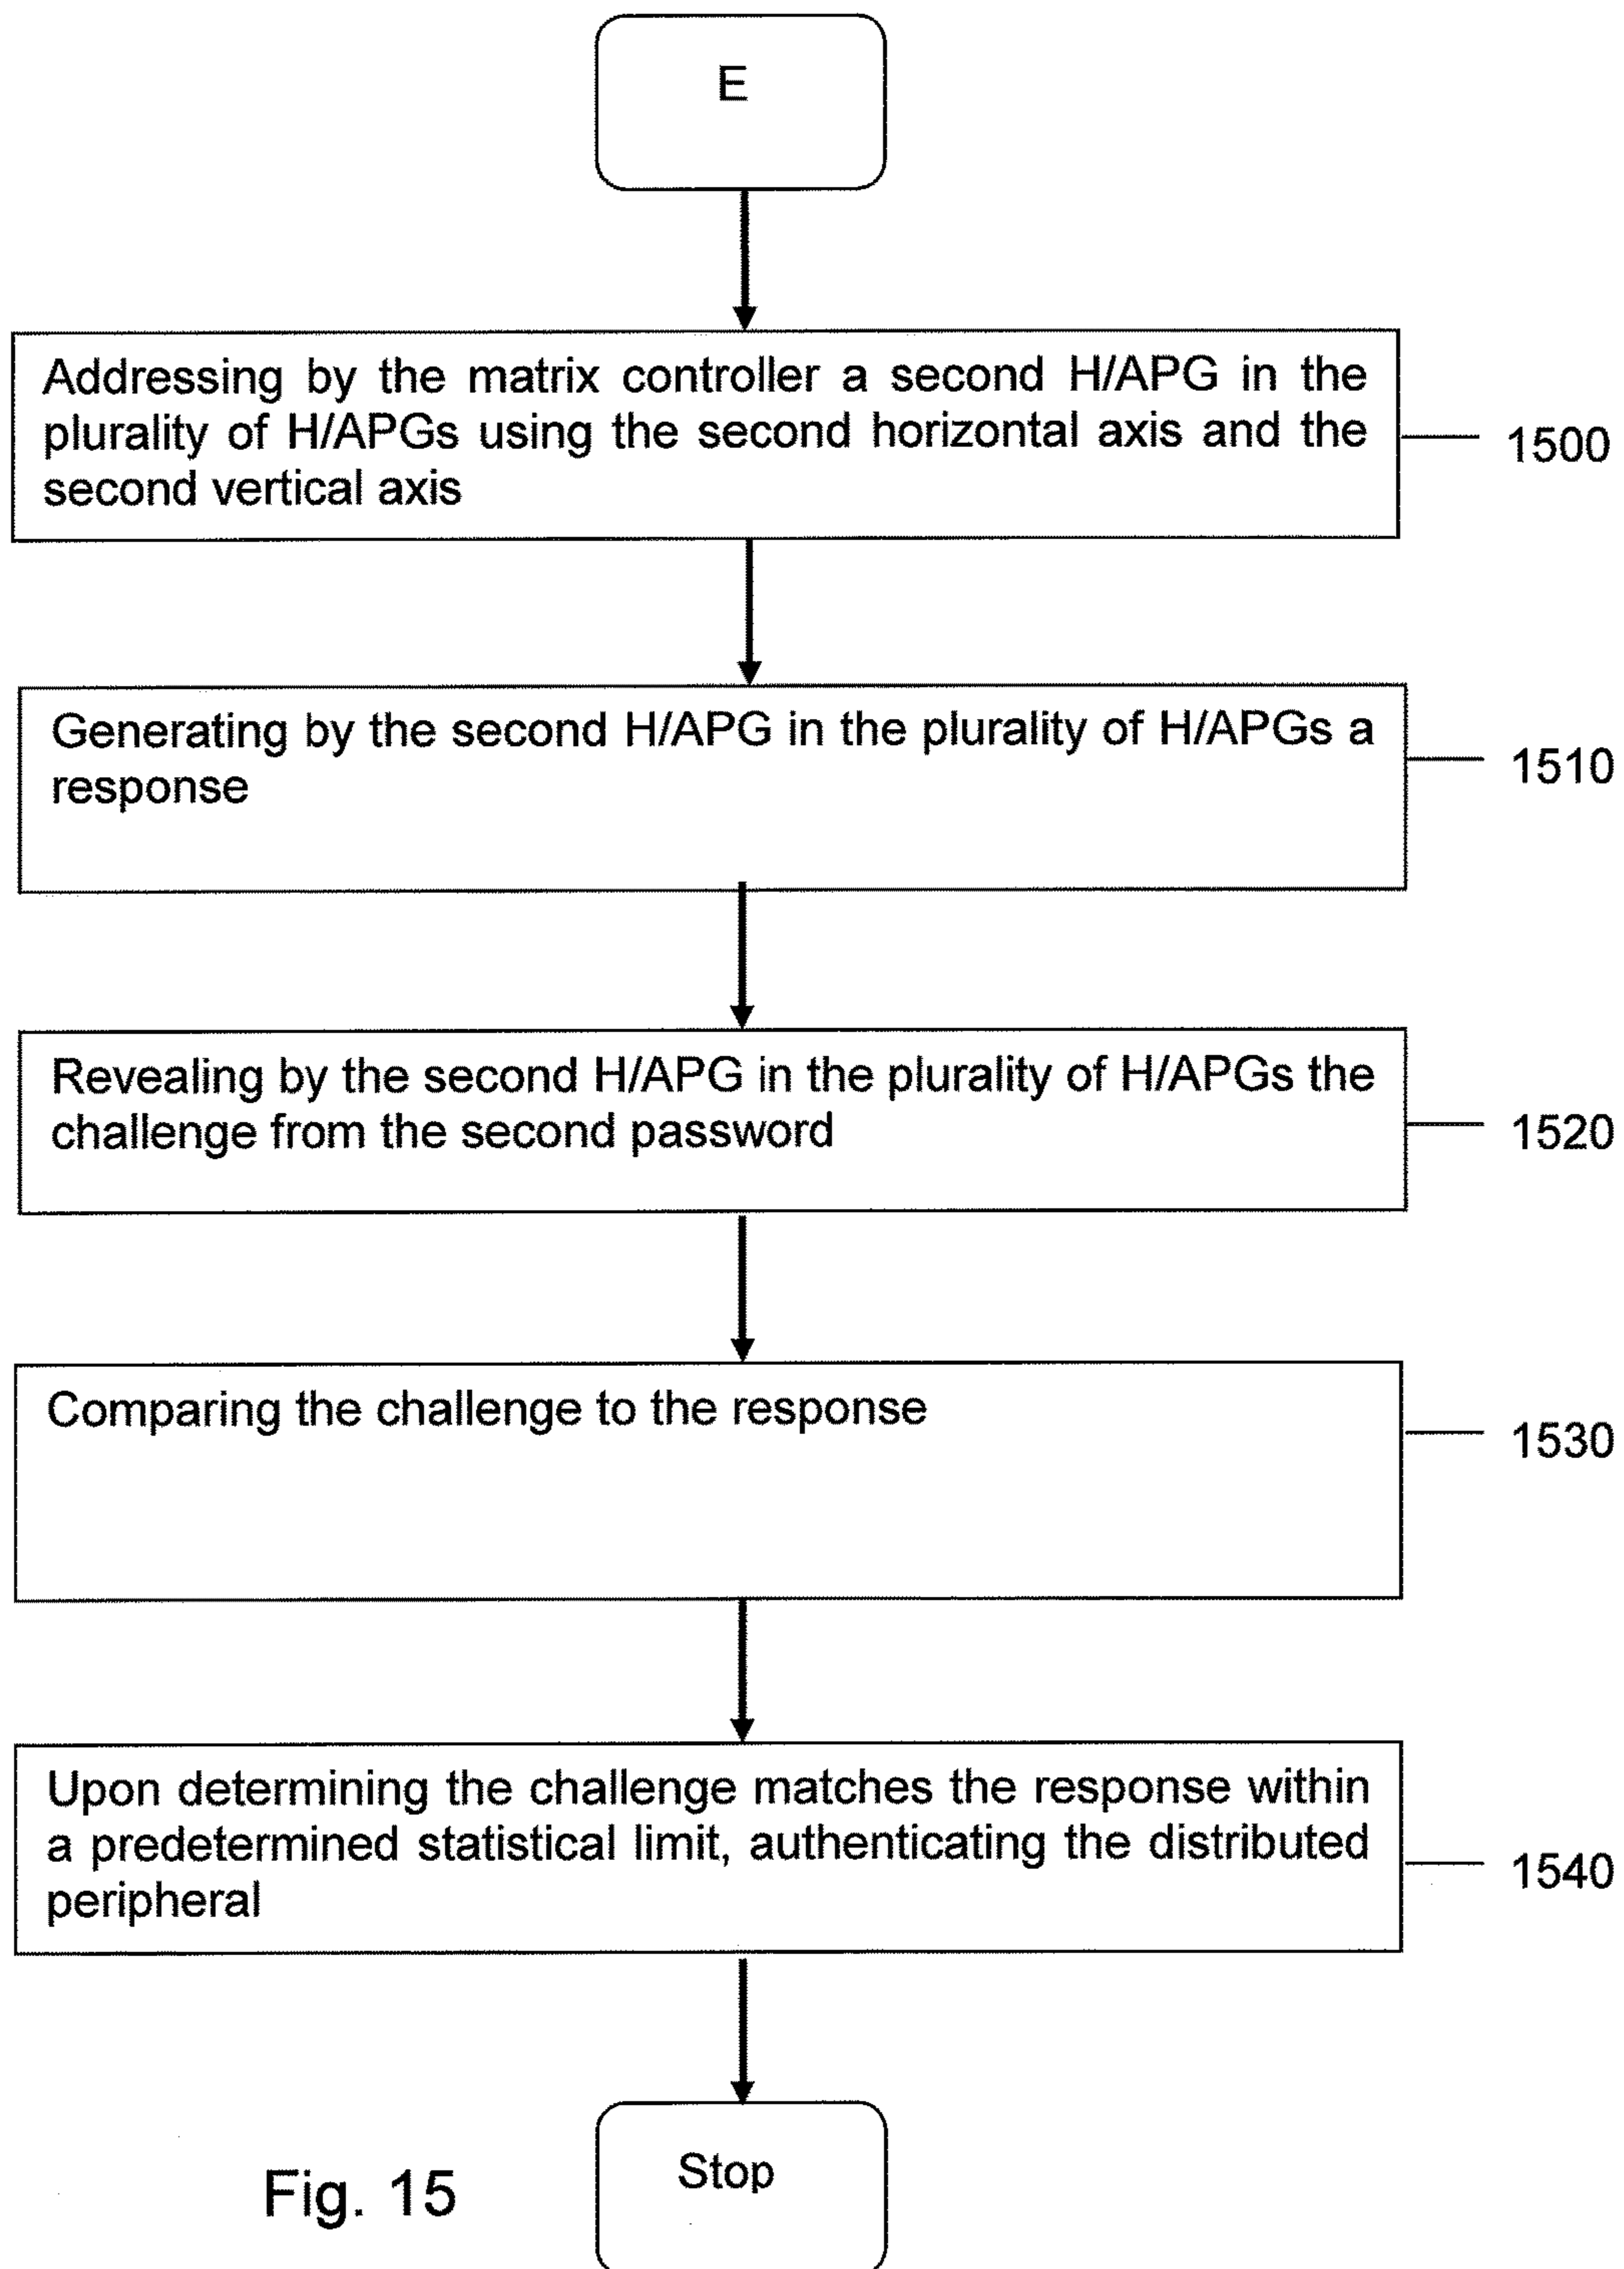 E
Addressing by the matrix controller a second H/APG in the
plurality of H/APGs using the second horizontal axis and the
second vertical axis
1500
Generating by the second H/APG in the plurality of H/APGs a
response
1510
Revealing by the second H/APG in the plurality of H/APGs the
challenge from the second password
1520
Comparing the challenge to the response
1530
Upon determining the challenge matches the response within
a predetermined statistical limit, authenticating the distributed
peripheral
1540
Stop
Fig. 15